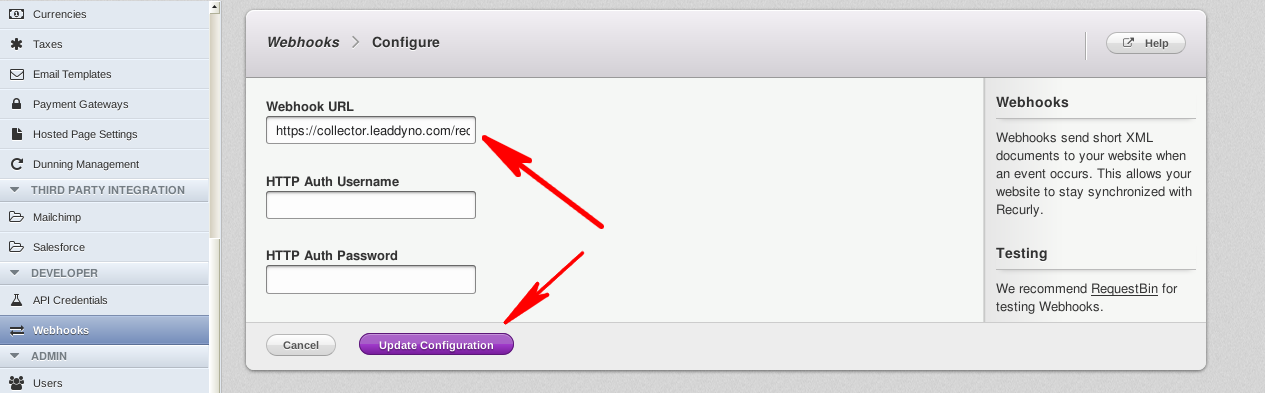 Currencies
Taxes
Email Templates
Payment Gateways
Hosted Page Settings
Dunning Management
THIRD PARTY INTEGRATION
Mailchimp
Salesforce
DEVELOPER
API Credentials
Webhooks
ADMIN
Users
Webhooks
Configure
Help
Webhook URL
https://collector.leaddyno.com/rec
HTTP Auth Username
HTTP Auth Password
Cancel
Update Configuration
Webhooks
Webhooks send short XML
documents to your website when
an event occurs. This allows your
website to stay synchronized with
Recurly.
Testing
We recommend RequestBin for
testing Webhooks.